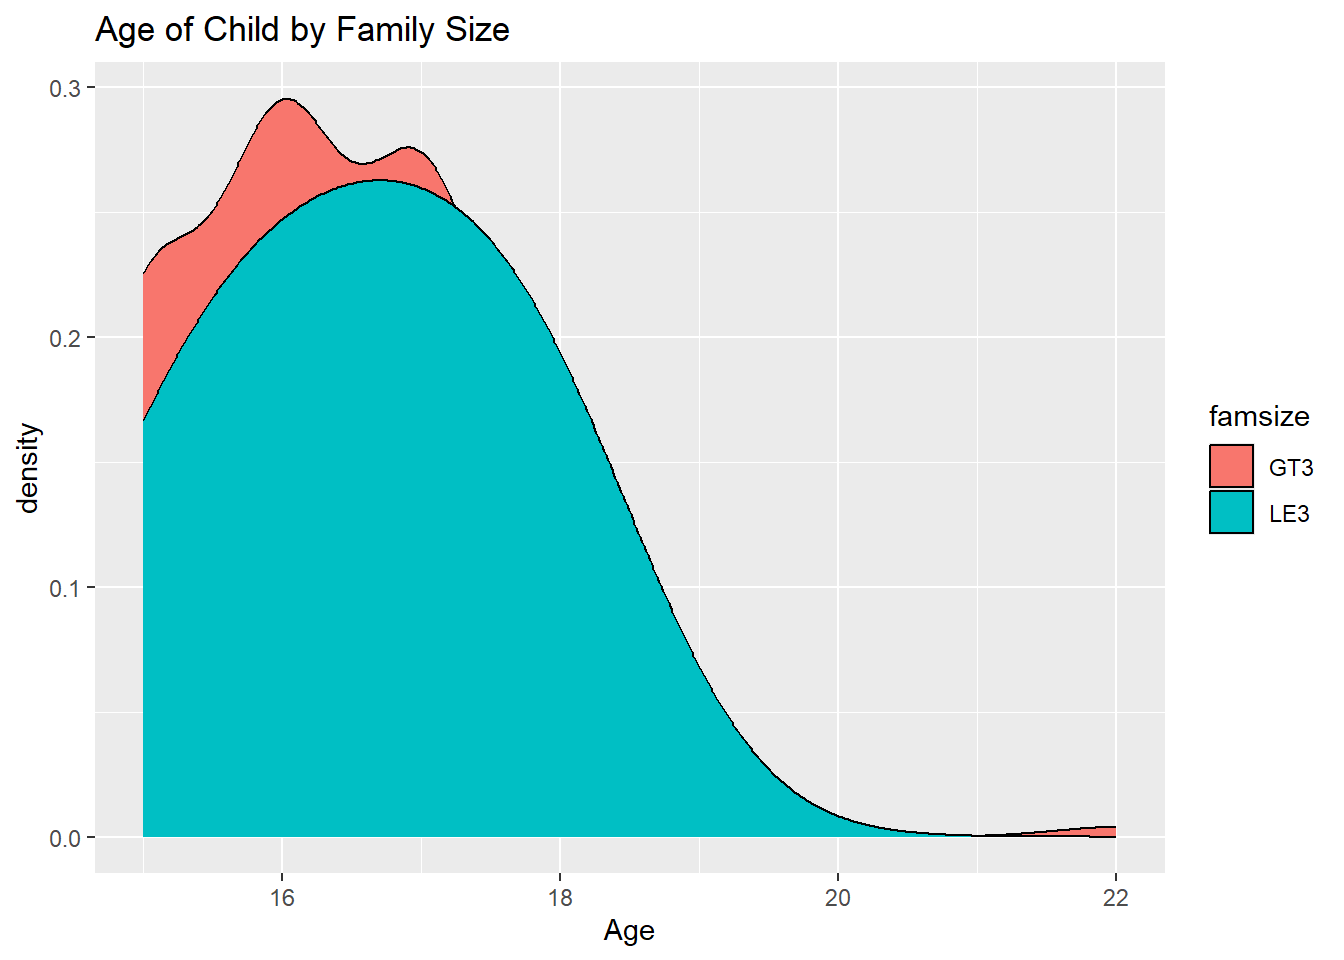 Age of Child by Family Size
0.3
0.2
0.1
0.0
density
16 18 20 22
Age
famsize
GT3
LE3